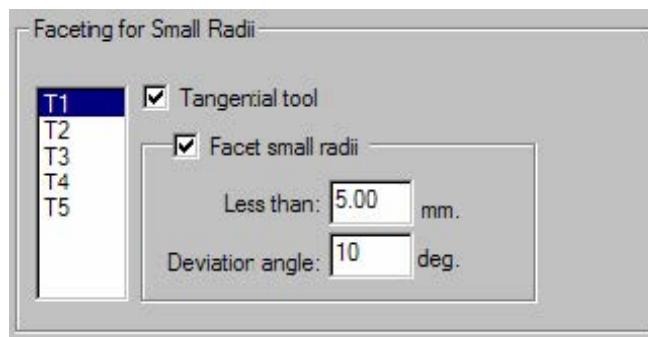 Faceting for Small Radii
T1
T2
T3
T4
T5
Tangential tool
Facet small radii
Less than: 5.00 mm.
Deviation angle: 10 deg.